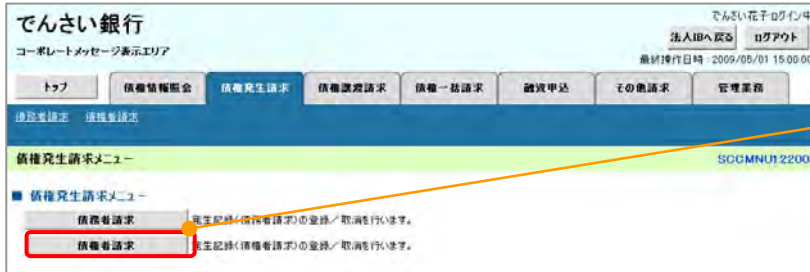 でんさい花子ログイン中
でんさい銀行
法人IBへ戻る ログアウト
コーポレートメッセージ表示エリア
最終操作日時：2009/05/01 15:00:00
トップ 債権情報照会 債権発生請求 債権譲渡請求 債権一括請求 融資申込 その他請求 管理業務
債務者請求 債権者請求
債権発生請求メニュー SCCMNU12200
■ 債権発生請求メニュー
債務者請求 発生記録(債務者請求)の登録／取消を行います。
債権者請求 発生記録(債権者請求)の登録／取消を行います。